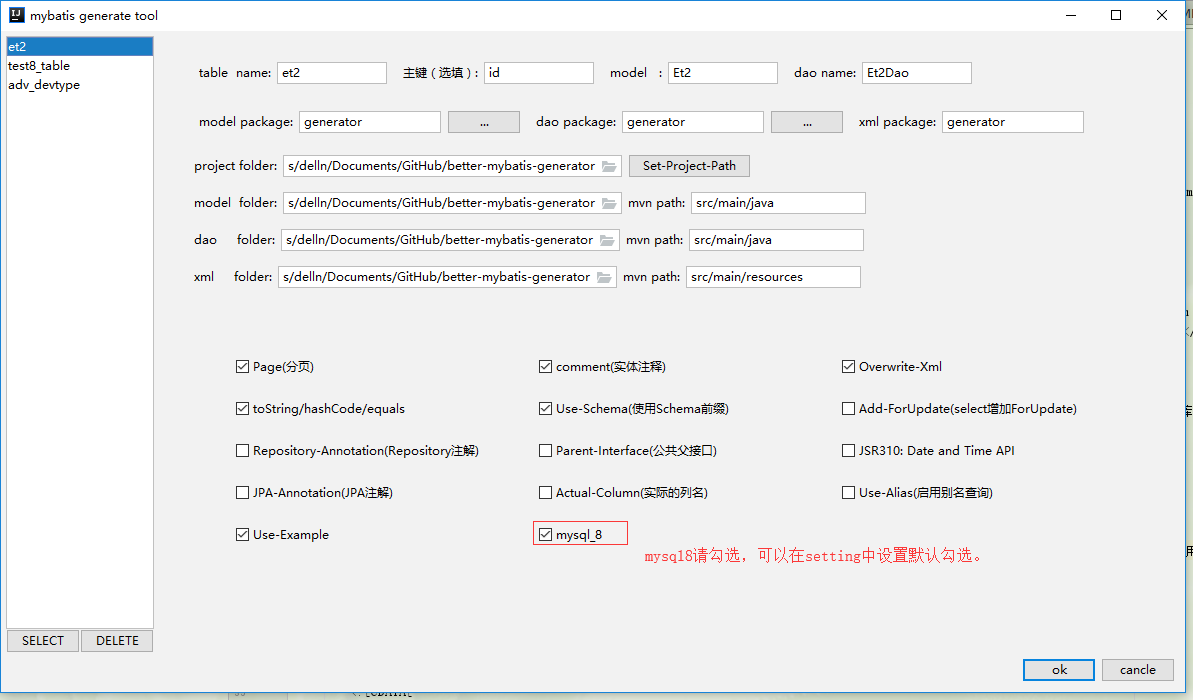 mybatis generate tool
et2
test8_table
adv_devtype
table name: et2 主键（选填）: id model : Et2 dao name: Et2Dao
model package: generator ... dao package: generator ... xml package: generator
project folder: s/delln/Documents/GitHub/better-mybatis-generator Set-Project-Path
model folder: s/delln/Documents/GitHub/better-mybatis-generator mvn path: src/main/java
dao folder: s/delln/Documents/GitHub/better-mybatis-generator mvn path: src/main/java
xml folder: s/delln/Documents/GitHub/better-mybatis-generator mvn path: src/main/resources
Page(分页) comment(实体注释) Overwrite-Xml
toString/hashCode/equals Use-Schema(使用Schema前缀) Add-ForUpdate(select增加ForUpdate)
Repository-Annotation(Repository注解) Parent-Interface(公共父接口) JSR310: Date and Time API
JPA-Annotation(JPA注解) Actual-Column(实际的列名) Use-Alias(启用别名查询)
Use-Example mysql_8
mysql8请勾选，可以在setting中设置默认勾选。
SELECT DELETE
ok cancle